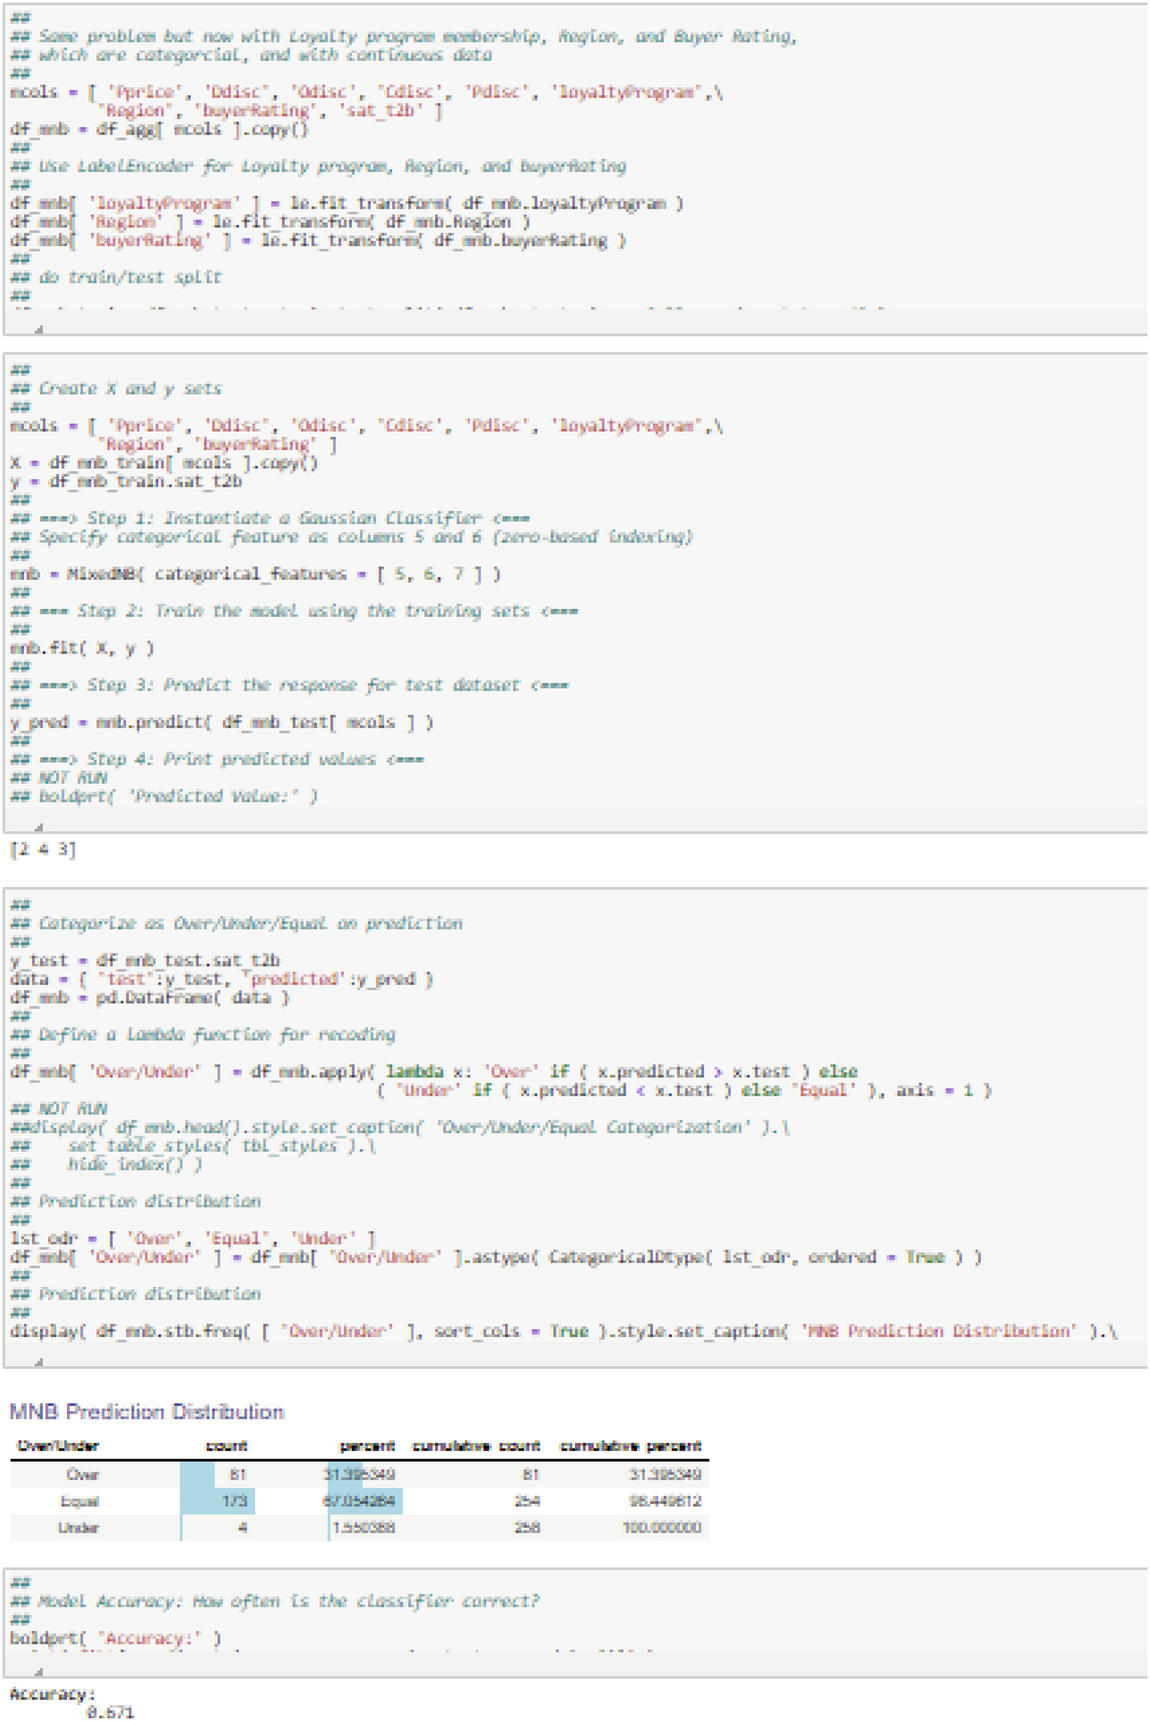 ##
## Same problem but now with Loyalty program membership, Region, and Buyer Rating,
## which are categorcial, and with continuous data
##
mcols = [ 'Pprice', 'Ddisc', 'Odisc', 'Cdisc', 'Pdisc', 'loyaltyProgram',\
'Region', 'buyerRating', 'sat_t2b' ]
df_mnb = df_agg[ mcols ].copy()
##
## Use LabelEncoder for Loyalty program, Region, and buyerRating
##
df_mnb[ 'loyaltyProgram' ] = le.fit_transform( df_mnb.loyaltyProgram )
df_mnb[ 'Region' ] = le.fit_transform( df_mnb.Region )
df_mnb[ 'buyerRating' ] = le.fit_transform( df_mnb.buyerRating )
##
## do train/test split
##
##
## Create X and y sets
##
mcols = [ 'Pprice', 'Ddisc', 'Odisc', 'Cdisc', 'Pdisc', 'loyaltyProgram',\
'Region', 'buyerRating' ]
X = df_mnb_train[ mcols ].copy()
y = df_mnb_train.sat_t2b
##
## ===> Step 1: Instantiate a Gaussian Classifier <===
## Specify categorical feature as columns 5 and 6 (zero-based indexing)
##
mnb = MixedNB( categorical_features = [ 5, 6, 7 ] )
##
## === Step 2: Train the model using the training sets <===
##
mnb.fit( X, y )
##
## ===> Step 3: Predict the response for test dataset <===
##
y_pred = mnb.predict( df_mnb_test[ mcols ] )
##
## ===> Step 4: Print predicted values <===
## NOT RUN
## boldprt( 'Predicted Value:' )
[2 4 3]
##
## Categorize as Over/Under/Equal on prediction
##
y_test = df_mnb_test.sat_t2b
data = { 'test':y_test, 'predicted':y_pred }
df_mnb = pd.DataFrame( data )
##
## Define a Lambda function for recoding
##
df_mnb[ 'Over/Under' ] = df_mnb.apply( lambda x: 'Over' if ( x.predicted > x.test ) else
( 'Under' if ( x.predicted < x.test ) else 'Equal' ), axis = 1 )
## NOT RUN
##display( df_mnb.head().style.set_caption( 'Over/Under/Equal Categorization' ).\
## set_table_styles( tbl_styles ).\
## hide_index() )
##
## Prediction distribution
##
lst_odr = [ 'Over', 'Equal', 'Under' ]
df_mnb[ 'Over/Under' ] = df_mnb[ 'Over/Under' ].astype( CategoricalDtype( lst_odr, ordered = True ) )
##
## Prediction distribution
##
display( df_mnb.stb.freq( [ 'Over/Under' ], sort_cols = True ).style.set_caption( 'MNB Prediction Distribution' ).\
MNB Prediction Distribution
Over/Under count percent cumulative_count cumulative_percent
Over 81 31.395349 81 31.395349
Equal 173 67.054264 254 98.449612
Under 4 1.550388 258 100.000000
##
## Model Accuracy: How often is the classifier correct?
##
boldprt( 'Accuracy:' )
Accuracy:
0.671